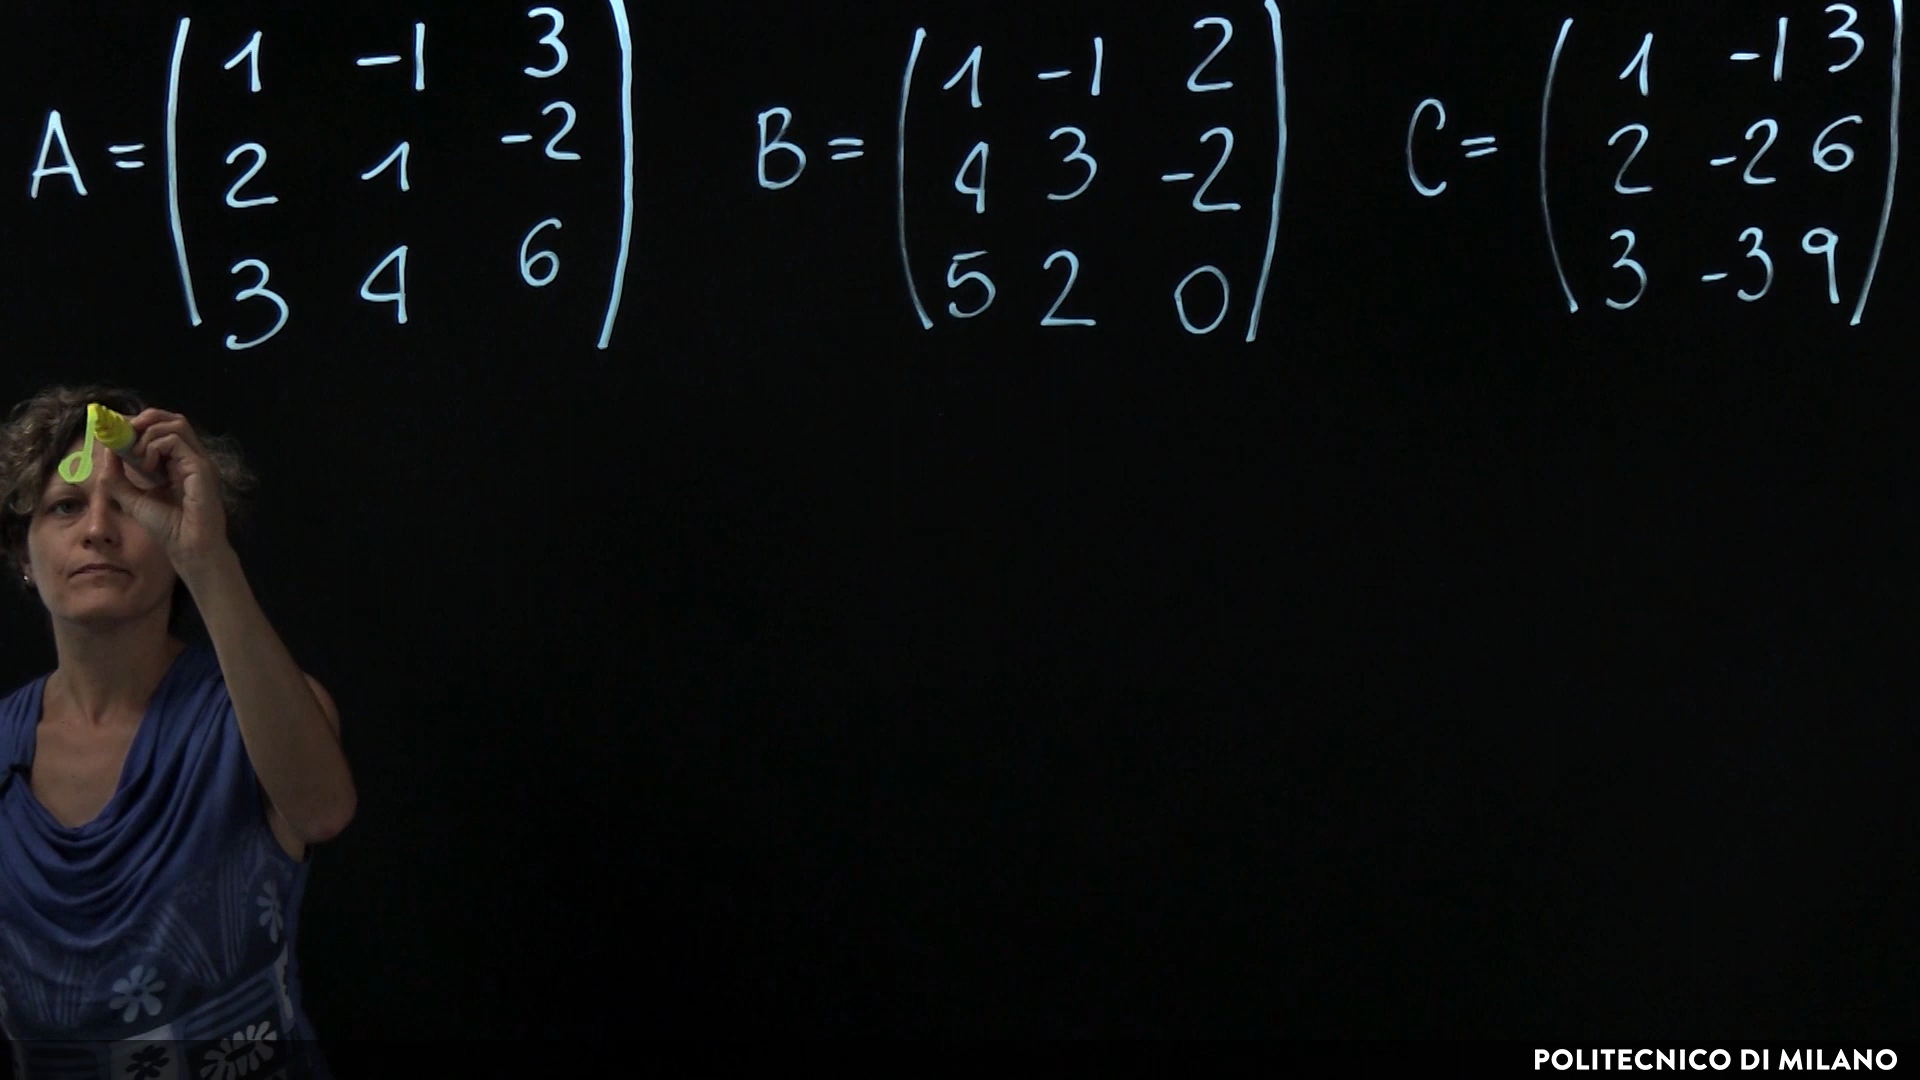 A = ( 1 -1 3
2 1 -2
3 4 6 )
B = ( 1 -1 2
4 3 -2
5 2 0 )
C = ( 1 -1 3
2 -2 6
3 -3 9 )
d
POLITECNICO DI MILANO